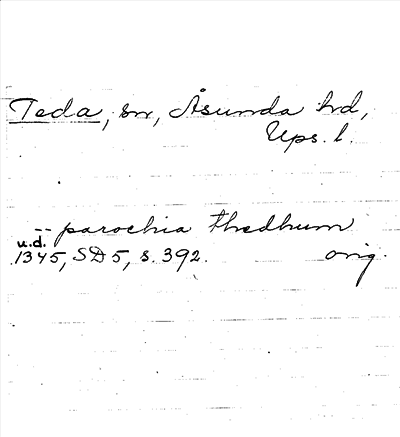 Teda, sn, Åsunda hd,
Ups. l.
-- parochia Thedhum
u.d.
1345, SD 5, s. 392. orig.